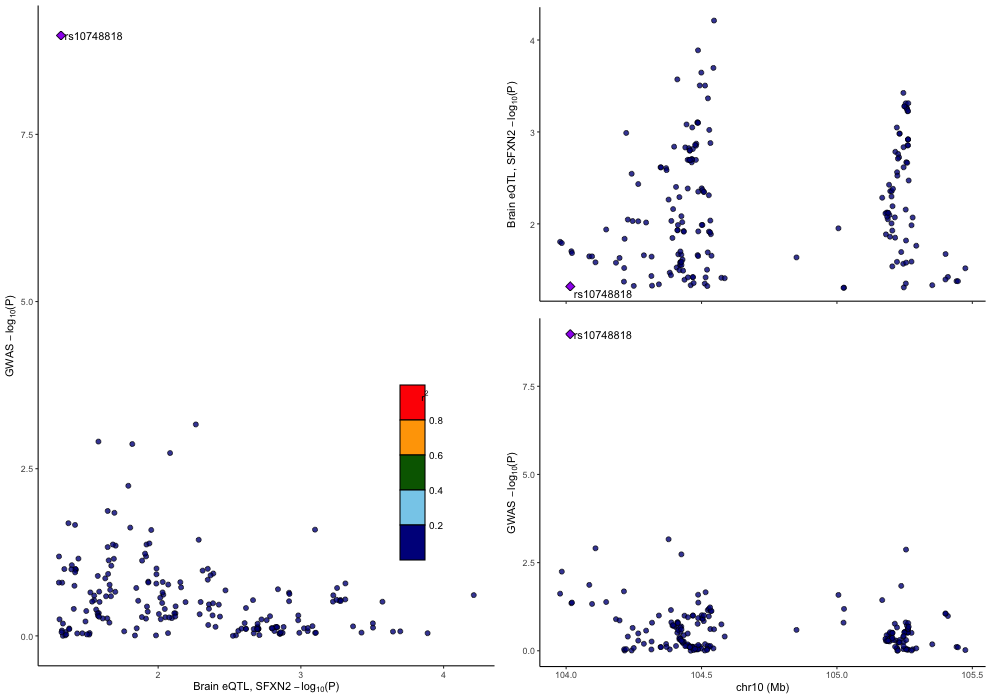 rs10748818
7.5
5.0
2.5
0.0
GWAS −log10(P)
2
3
4
Brain eQTL, SFXN2 −log10(P)
r²
0.8
0.6
0.4
0.2
4
3
2
Brain eQTL, SFXN2 −log10(P)
rs10748818
rs10748818
7.5
5.0
2.5
0.0
GWAS −log10(P)
104.0
104.5
105.0
105.5
chr10 (Mb)